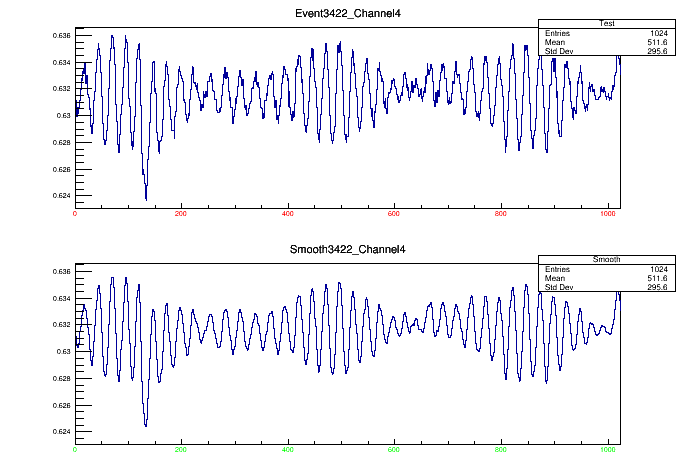 Event3422_Channel4
Test
Entries 1024
Mean 511.6
Std Dev 295.6
0.636
0.634
0.632
0.63
0.628
0.626
0.624
0 200 400 600 800 1000
Smooth3422_Channel4
Smooth
Entries 1024
Mean 511.6
Std Dev 295.6
0.636
0.634
0.632
0.63
0.628
0.626
0.624
0 200 400 600 800 1000